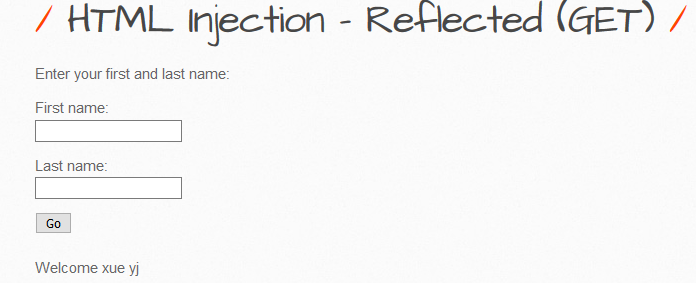 / HTML Injection - Reflected (GET) /
Enter your first and last name:
First name:
Last name:
Go
Welcome xue yj